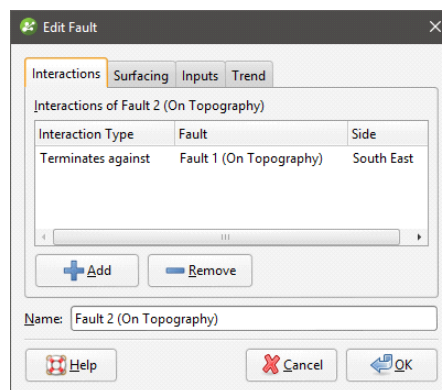 Edit Fault
Interactions Surfacing Inputs Trend
Interactions of Fault 2 (On Topography)
Interaction Type Fault Side
Terminates against Fault 1 (On Topography) South East
Add Remove
Name: Fault 2 (On Topography)
Help Cancel OK